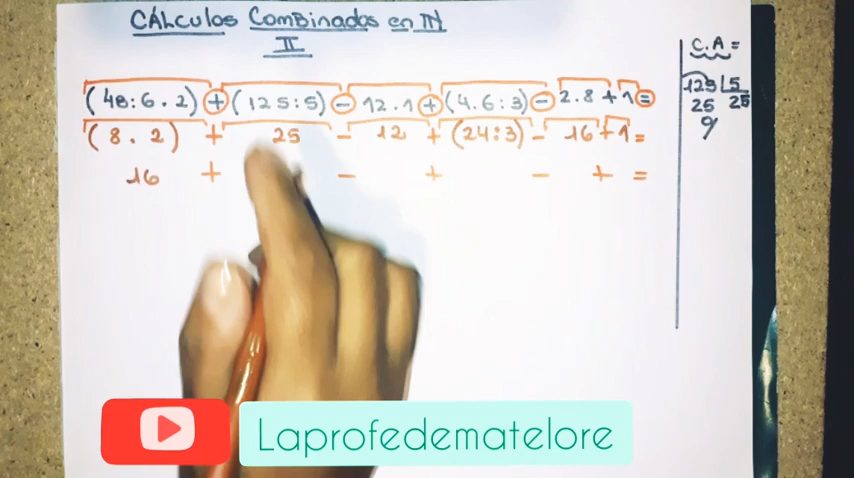 CÁLCULOS COMBINADOS en IN
II
(48:6.2)+(125:5)-12.1+(4.6:3)-2.8+1=
(8.2) + 25 - 12 + (24:3) - 16+1=
16 + - + - + =
C.A=
125 5
25 25
0
Laprofedematelore